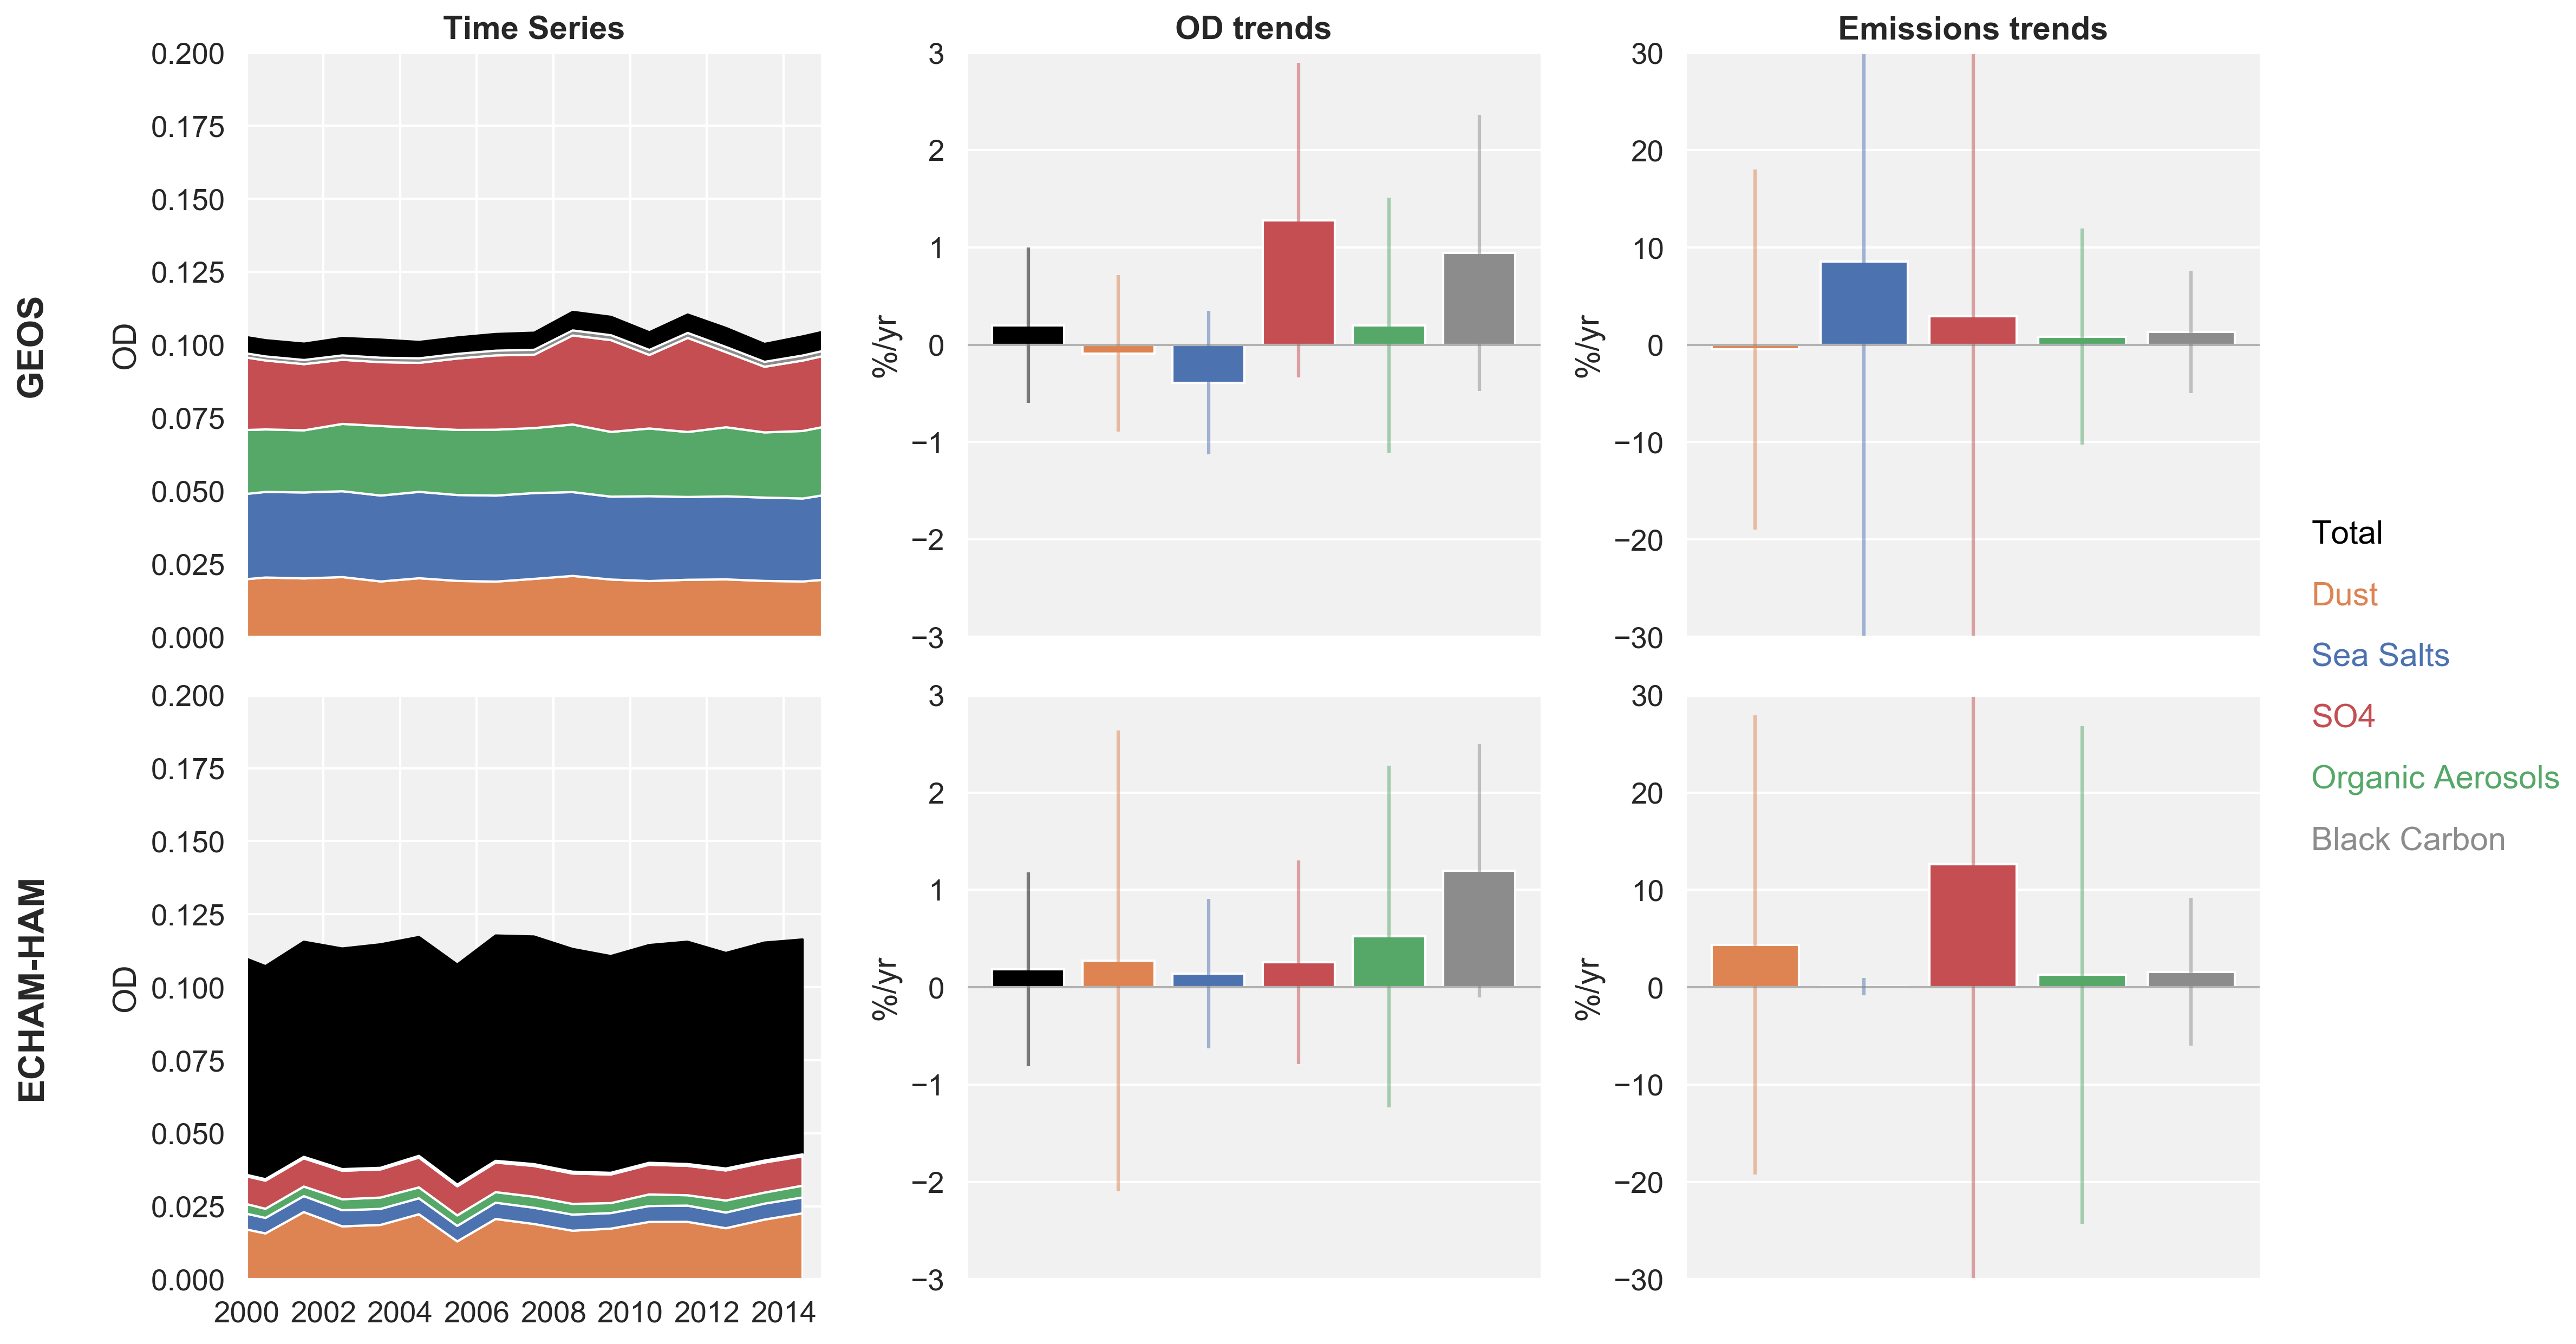 Time Series
OD trends
Emissions trends
GEOS
OD
0.200
0.175
0.150
0.125
0.100
0.075
0.050
0.025
0.000
%/yr
3
2
1
0
−1
−2
−3
%/yr
30
20
10
0
−10
−20
−30
ECHAM-HAM
OD
0.200
0.175
0.150
0.125
0.100
0.075
0.050
0.025
0.000
2000 2002 2004 2006 2008 2010 2012 2014
%/yr
3
2
1
0
−1
−2
−3
%/yr
30
20
10
0
−10
−20
−30
Total
Dust
Sea Salts
SO4
Organic Aerosols
Black Carbon